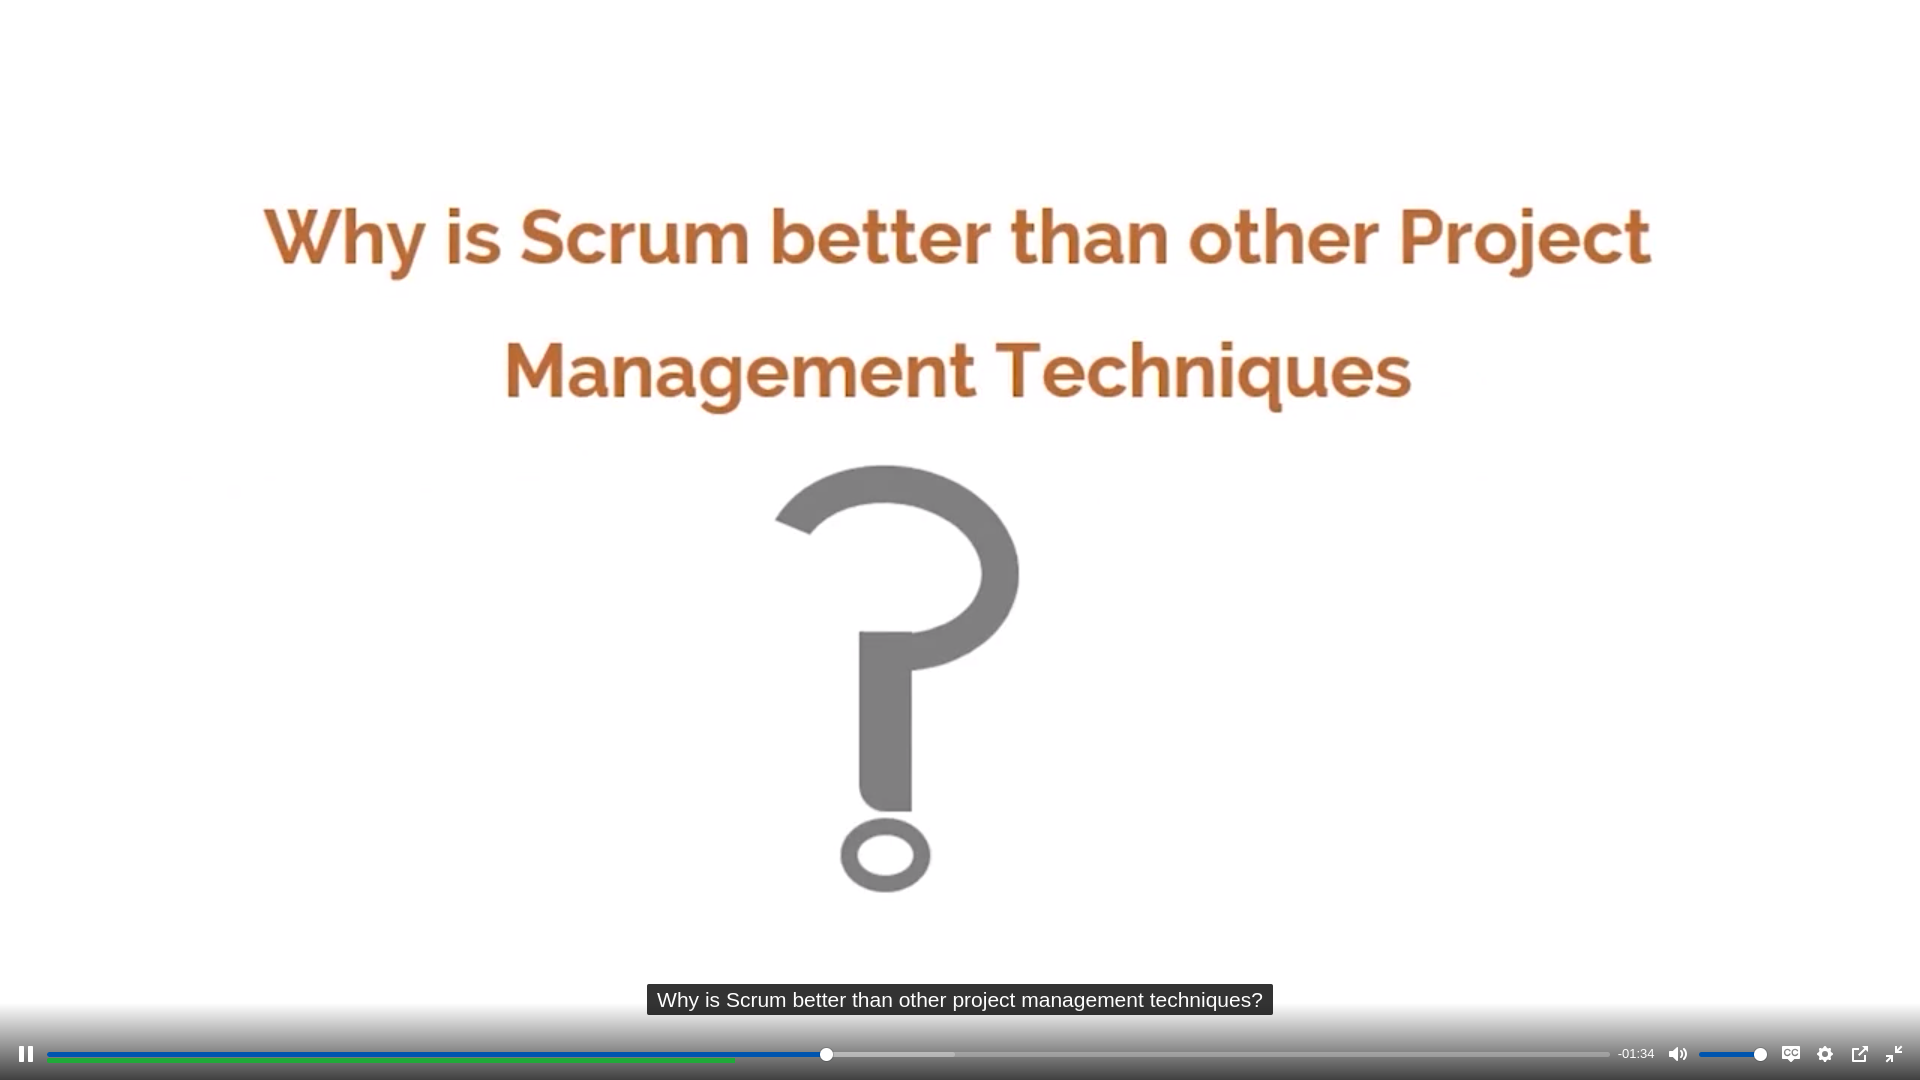 Why is Scrum better than other Project
Management Techniques
?
Why is Scrum better than other project management techniques?
-01:34
CC